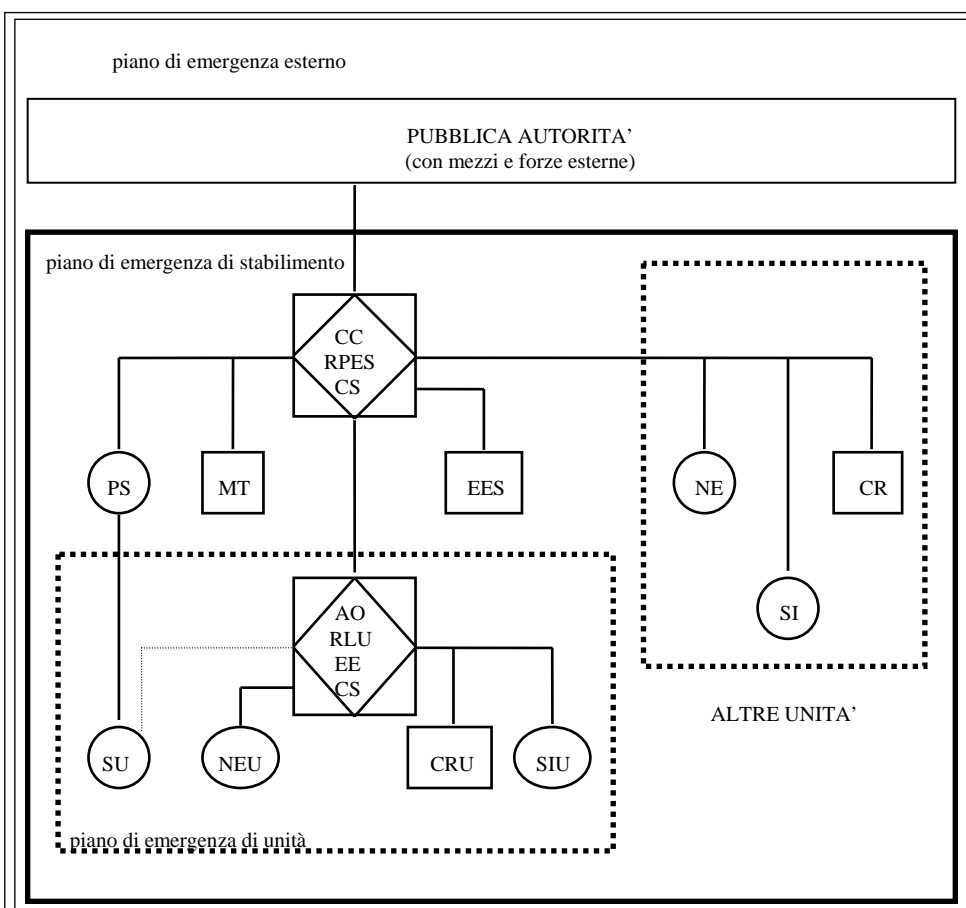 piano di emergenza esterno
PUBBLICA AUTORITA’
(con mezzi e forze esterne)
piano di emergenza di stabilimento
CC
RPES
CS
PS
MT
EES
NE
CR
SI
AO
RLU
EE
CS
ALTRE UNITA’
SU
NEU
CRU
SIU
piano di emergenza di unità